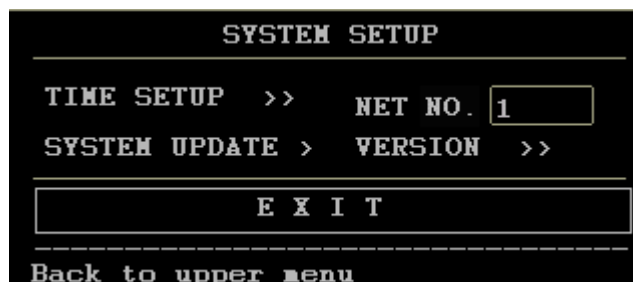 SYSTEM SETUP
TIME SETUP >> NET NO. 1
SYSTEM UPDATE > VERSION >>
E X I T
Back to upper menu